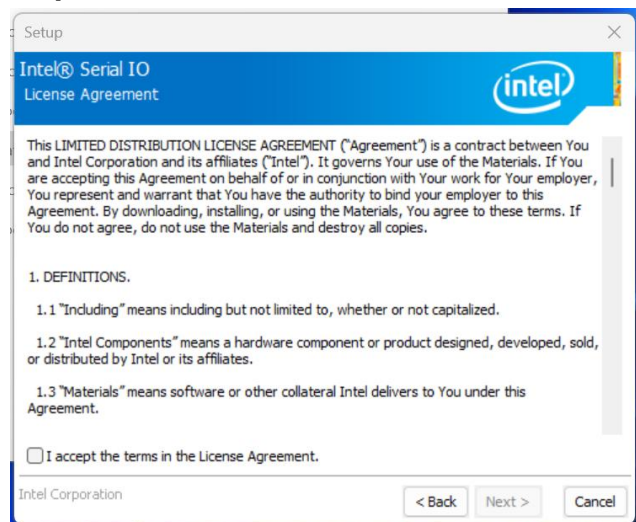 Setup
Intel® Serial IO
License Agreement
intel
This LIMITED DISTRIBUTION LICENSE AGREEMENT ("Agreement") is a contract between You
and Intel Corporation and its affiliates ("Intel"). It governs Your use of the Materials. If You
are accepting this Agreement on behalf of or in conjunction with Your work for Your employer,
You represent and warrant that You have the authority to bind your employer to this
Agreement. By downloading, installing, or using the Materials, You agree to these terms. If
You do not agree, do not use the Materials and destroy all copies.
1. DEFINITIONS.
1.1 "Including" means including but not limited to, whether or not capitalized.
1.2 "Intel Components" means a hardware component or product designed, developed, sold,
or distributed by Intel or its affiliates.
1.3 "Materials" means software or other collateral Intel delivers to You under this
Agreement.
I accept the terms in the License Agreement.
Intel Corporation
< Back Next > Cancel